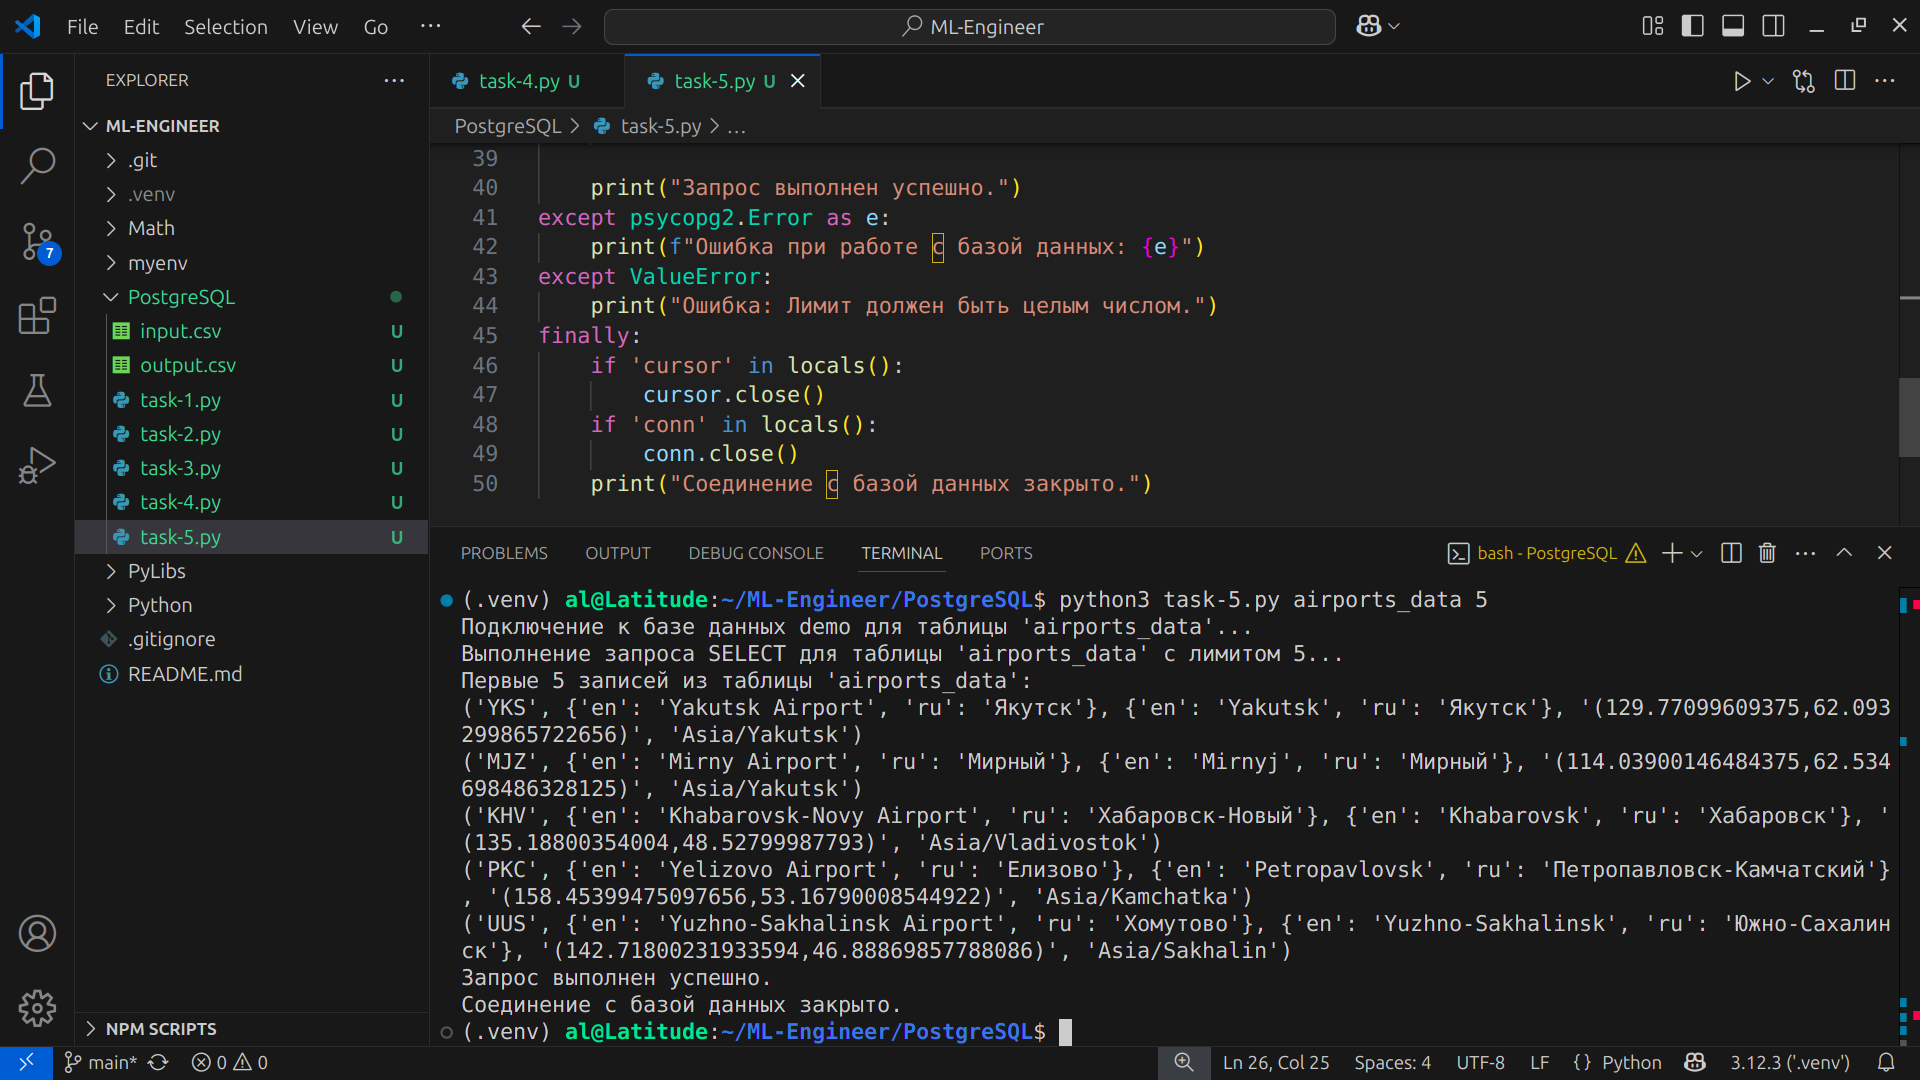 File Edit Selection View Go ···
ML-Engineer
EXPLORER
ML-ENGINEER
.git
.venv
Math
myenv
PostgreSQL
input.csv U
output.csv U
task-1.py U
task-2.py U
task-3.py U
task-4.py U
task-5.py U
PyLibs
Python
.gitignore
README.md
NPM SCRIPTS
7
task-4.py U task-5.py U
PostgreSQL > task-5.py > ...
39
40 print("Запрос выполнен успешно.")
41 except psycopg2.Error as e:
42 print(f"Ошибка при работе с базой данных: {e}")
43 except ValueError:
44 print("Ошибка: Лимит должен быть целым числом.")
45 finally:
46 if 'cursor' in locals():
47 cursor.close()
48 if 'conn' in locals():
49 conn.close()
50 print("Соединение с базой данных закрыто.")
PROBLEMS OUTPUT DEBUG CONSOLE TERMINAL PORTS bash - PostgreSQL
(.venv) al@Latitude:~/ML-Engineer/PostgreSQL$ python3 task-5.py airports_data 5
Подключение к базе данных demo для таблицы 'airports_data'...
Выполнение запроса SELECT для таблицы 'airports_data' с лимитом 5...
Первые 5 записей из таблицы 'airports_data':
('YKS', {'en': 'Yakutsk Airport', 'ru': 'Якутск'}, {'en': 'Yakutsk', 'ru': 'Якутск'}, '(129.77099609375,62.093
299865722656)', 'Asia/Yakutsk')
('MJZ', {'en': 'Mirny Airport', 'ru': 'Мирный'}, {'en': 'Mirnyj', 'ru': 'Мирный'}, '(114.03900146484375,62.534
698486328125)', 'Asia/Yakutsk')
('KHV', {'en': 'Khabarovsk-Novy Airport', 'ru': 'Хабаровск-Новый'}, {'en': 'Khabarovsk', 'ru': 'Хабаровск'}, '
(135.18800354004,48.52799987793)', 'Asia/Vladivostok')
('PKC', {'en': 'Yelizovo Airport', 'ru': 'Елизово'}, {'en': 'Petropavlovsk', 'ru': 'Петропавловск-Камчатский'}
, '(158.45399475097656,53.16790008544922)', 'Asia/Kamchatka')
('UUS', {'en': 'Yuzhno-Sakhalinsk Airport', 'ru': 'Хомутово'}, {'en': 'Yuzhno-Sakhalinsk', 'ru': 'Южно-Сахалин
ск'}, '(142.71800231933594,46.88869857788086)', 'Asia/Sakhalin')
Запрос выполнен успешно.
Соединение с базой данных закрыто.
(.venv) al@Latitude:~/ML-Engineer/PostgreSQL$
main* 0 0 Ln 26, Col 25 Spaces: 4 UTF-8 LF {} Python 3.12.3 ('.venv')